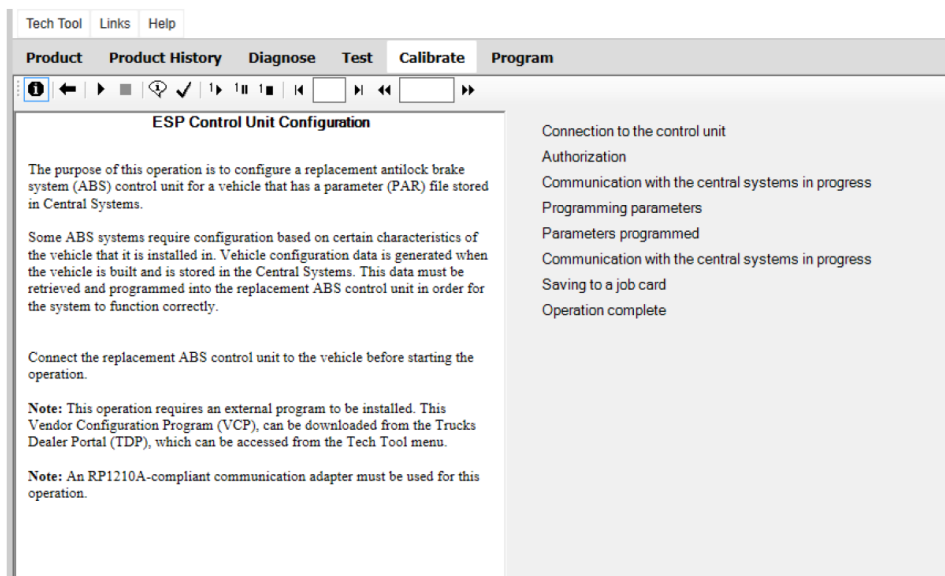 Tech Tool Links Help
Product Product History Diagnose Test Calibrate Program
ESP Control Unit Configuration
The purpose of this operation is to configure a replacement antilock brake
system (ABS) control unit for a vehicle that has a parameter (PAR) file stored
in Central Systems.
Some ABS systems require configuration based on certain characteristics of
the vehicle that it is installed in. Vehicle configuration data is generated when
the vehicle is built and is stored in the Central Systems. This data must be
retrieved and programmed into the replacement ABS control unit in order for
the system to function correctly.
Connect the replacement ABS control unit to the vehicle before starting the
operation.
Note: This operation requires an external program to be installed. This
Vendor Configuration Program (VCP), can be downloaded from the Trucks
Dealer Portal (TDP), which can be accessed from the Tech Tool menu.
Note: An RP1210A-compliant communication adapter must be used for this
operation.
Connection to the control unit
Authorization
Communication with the central systems in progress
Programming parameters
Parameters programmed
Communication with the central systems in progress
Saving to a job card
Operation complete